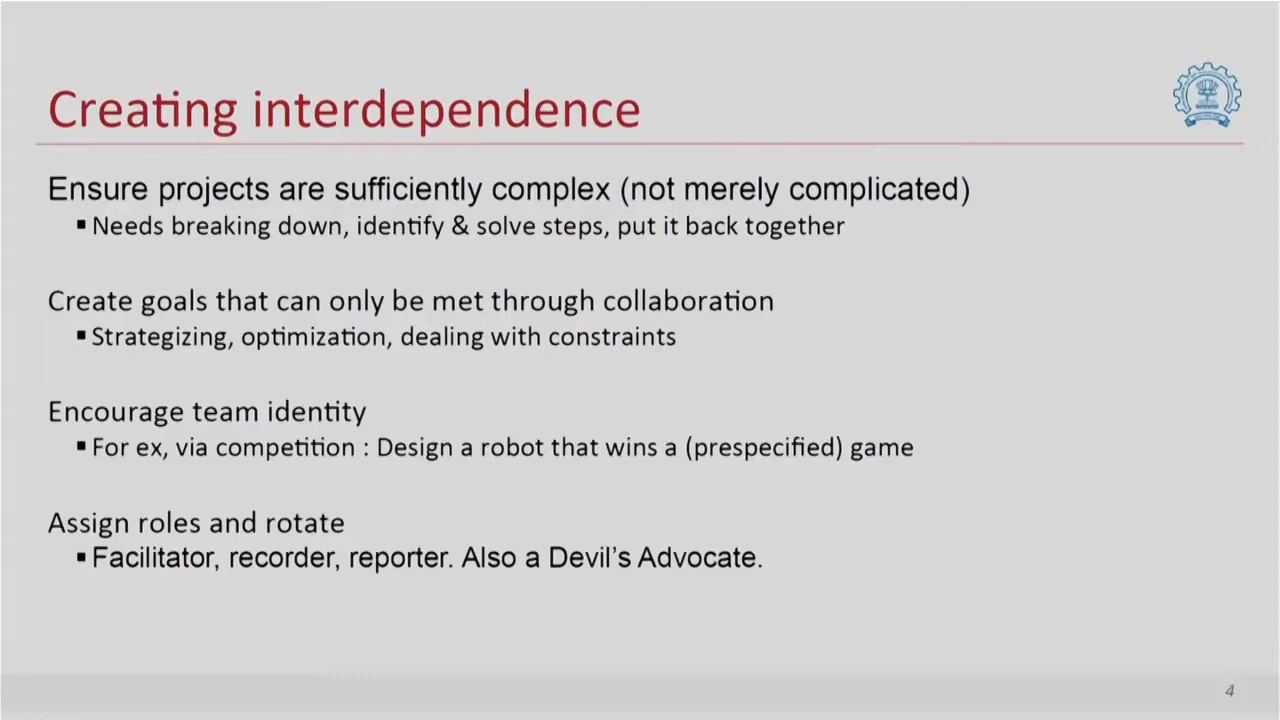 Creating interdependence
Ensure projects are sufficiently complex (not merely complicated)
▪ Needs breaking down, identify & solve steps, put it back together
Create goals that can only be met through collaboration
▪ Strategizing, optimization, dealing with constraints
Encourage team identity
▪ For ex, via competition : Design a robot that wins a (prespecified) game
Assign roles and rotate
▪ Facilitator, recorder, reporter. Also a Devil's Advocate.
4